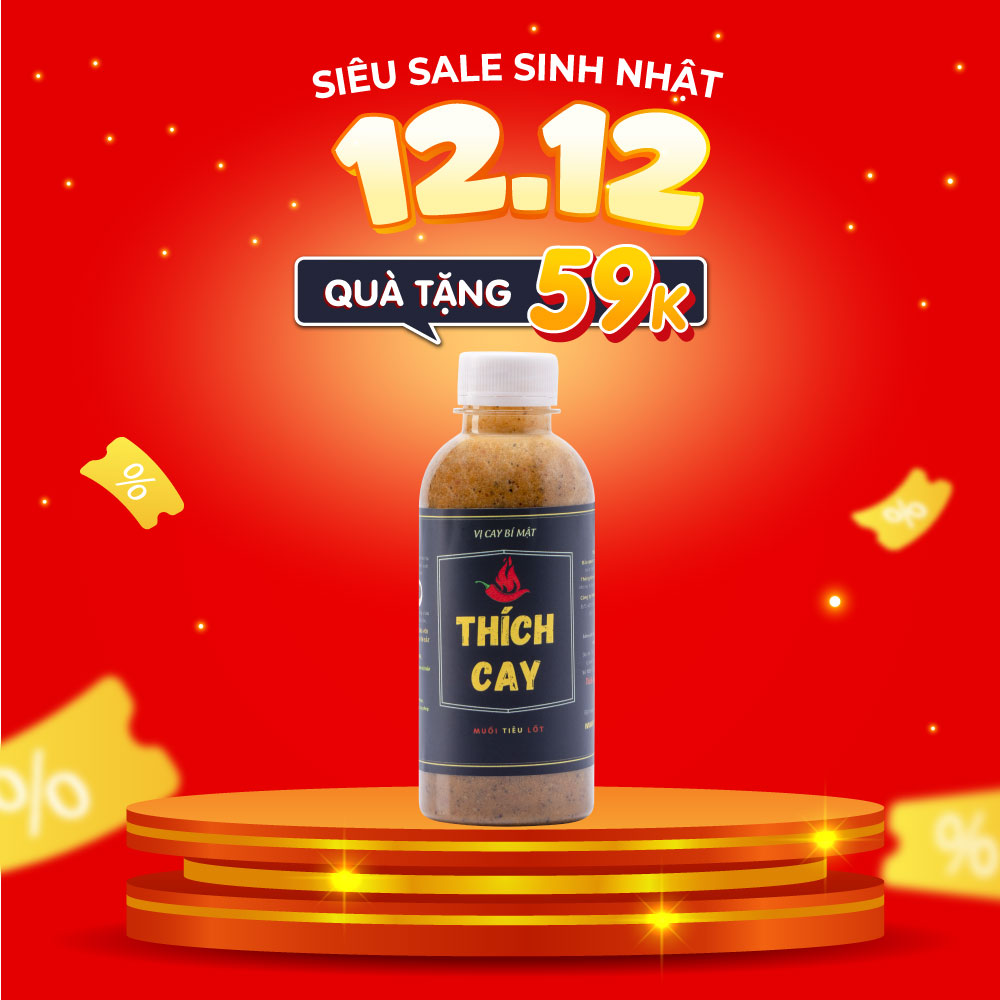 SIÊU SALE SINH NHẬT
12.12
QUÀ TẶNG 59K
%
%
VỊ CAY BÍ MẬT
THÍCH
CAY
MUỐI TIÊU LỐT
%
%